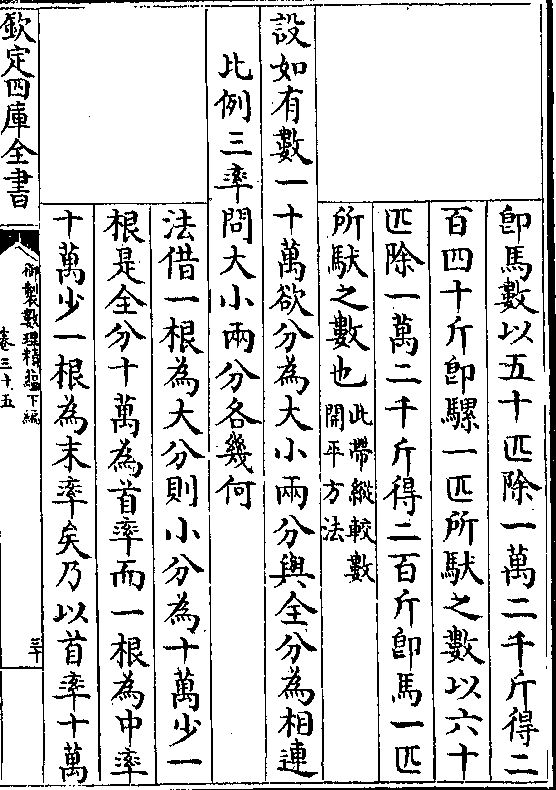 卽馬數以五十匹除一萬二千斤得二
百四十斤卽騾一匹所馱之數以六十
匹除一萬二千斤得二百斤卽馬一匹
所馱之數也此帶縱較數開平方法
設如有數一十萬欲分為大小兩分與全分為相連
比例三率問大小兩分各幾何
法借一根為大分則小分為十萬少一
根是全分十萬為首率而一根為中率
十萬少一根為末率矣乃以首率十萬
欽定四庫全書
御製數理精蘊下編
卷三十五
三十